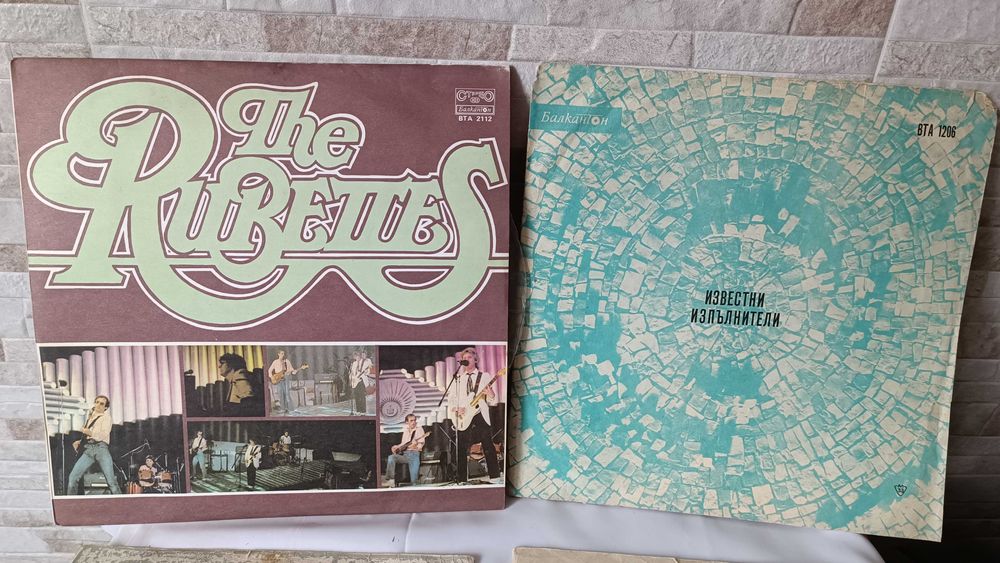 The
RUBETTES
СТЕРЕО
Балкантон
ВТА 2112
Балкантон
ВТА 1206
ИЗВЕСТНИ
ИЗПЪЛНИТЕЛИ